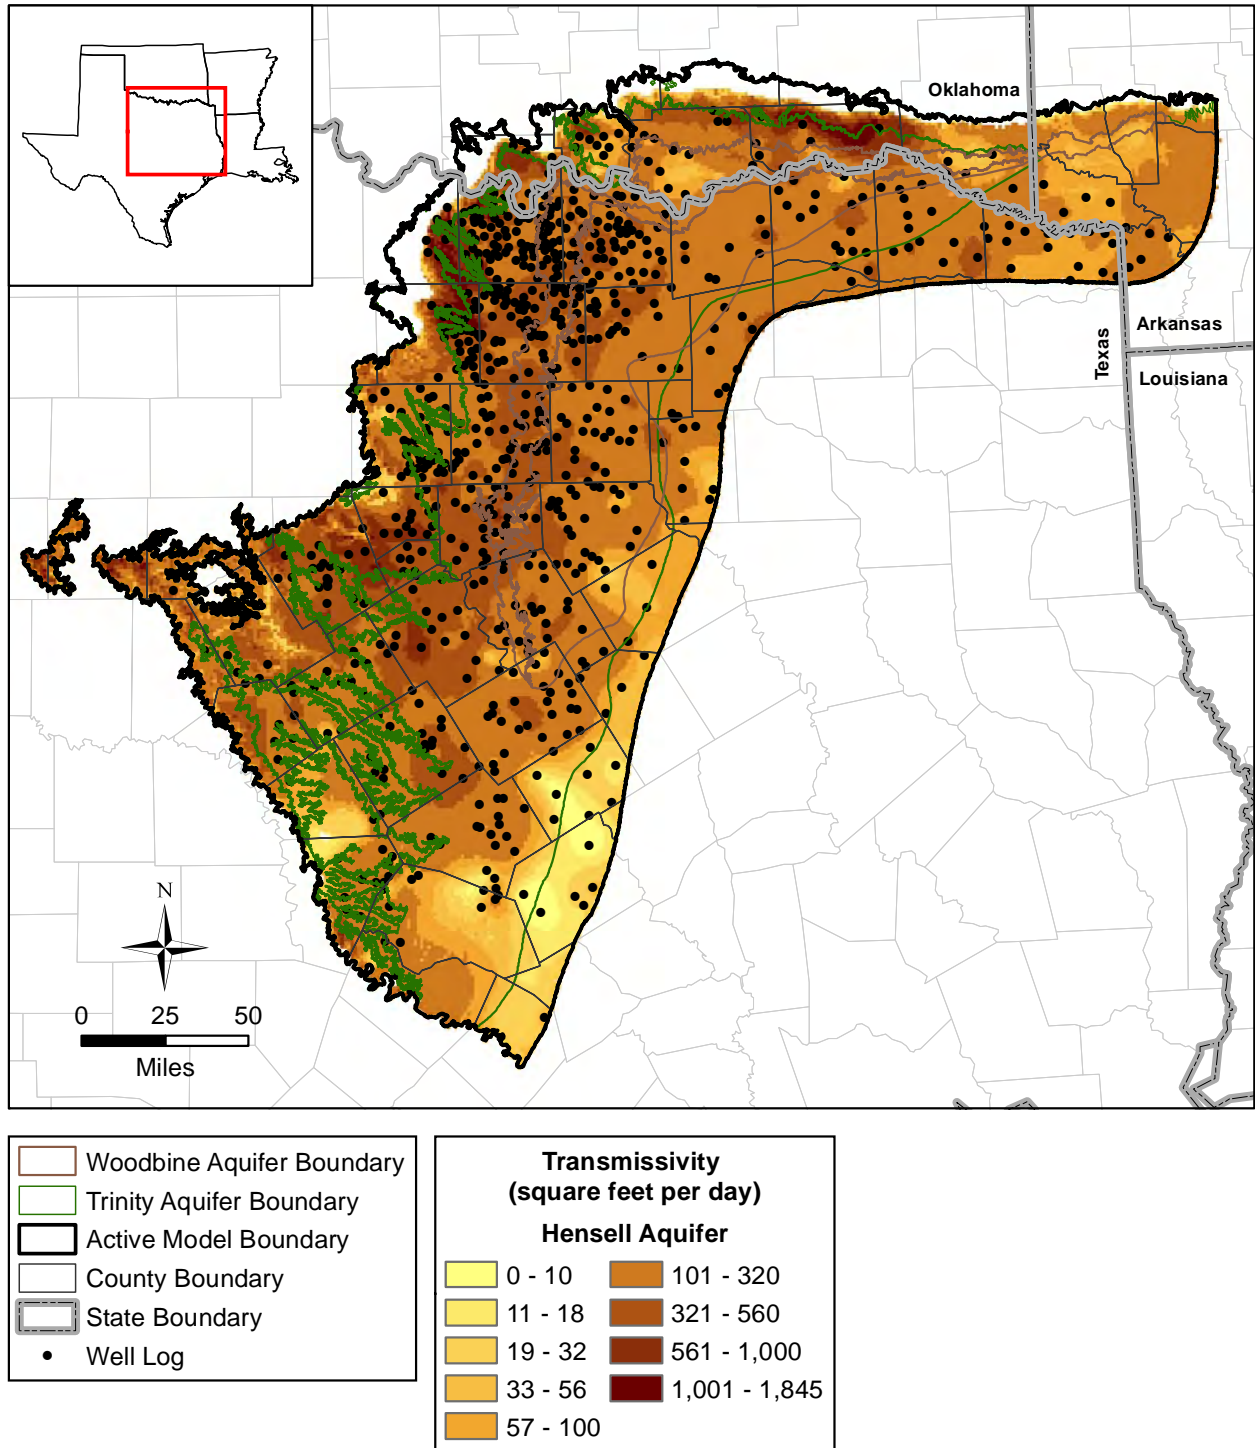 Oklahoma
Arkansas
Texas
Louisiana
N
0 25 50
Miles
Woodbine Aquifer Boundary
Trinity Aquifer Boundary
Active Model Boundary
County Boundary
State Boundary
Well Log
Transmissivity
(square feet per day)
Hensell Aquifer
0 - 10
11 - 18
19 - 32
33 - 56
57 - 100
101 - 320
321 - 560
561 - 1,000
1,001 - 1,845